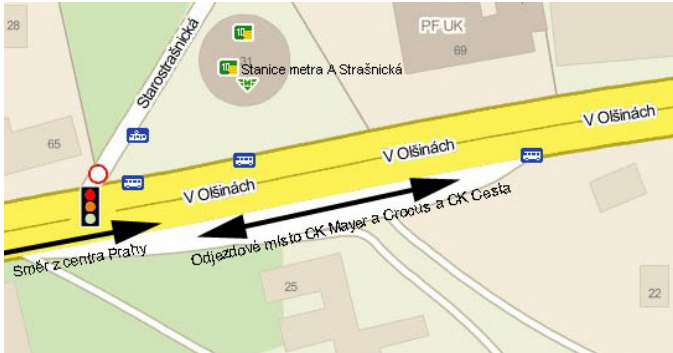 28
Starostrašnická
31
Stanice metra A Strašnická
PF UK
69
65
V Olšinách
V Olšinách
V Olšinách
Směr z centra Prahy
Odjezdové místo CK Mayer a Crocus a CK Cesta
25
22